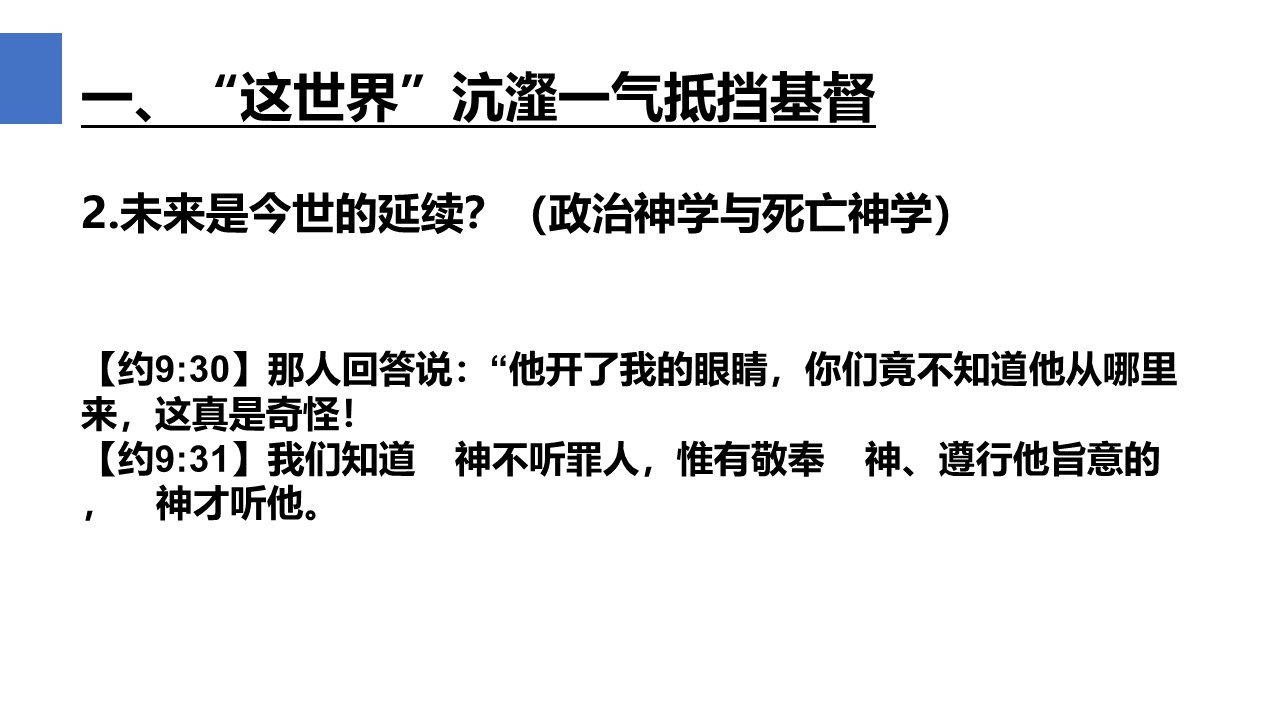 一、“这世界”沆瀣一气抵挡基督
2.未来是今世的延续？（政治神学与死亡神学）
【约9:30】那人回答说：“他开了我的眼睛，你们竟不知道他从哪里
来，这真是奇怪！
【约9:31】我们知道　神不听罪人，惟有敬奉　神、遵行他旨意的
，　神才听他。